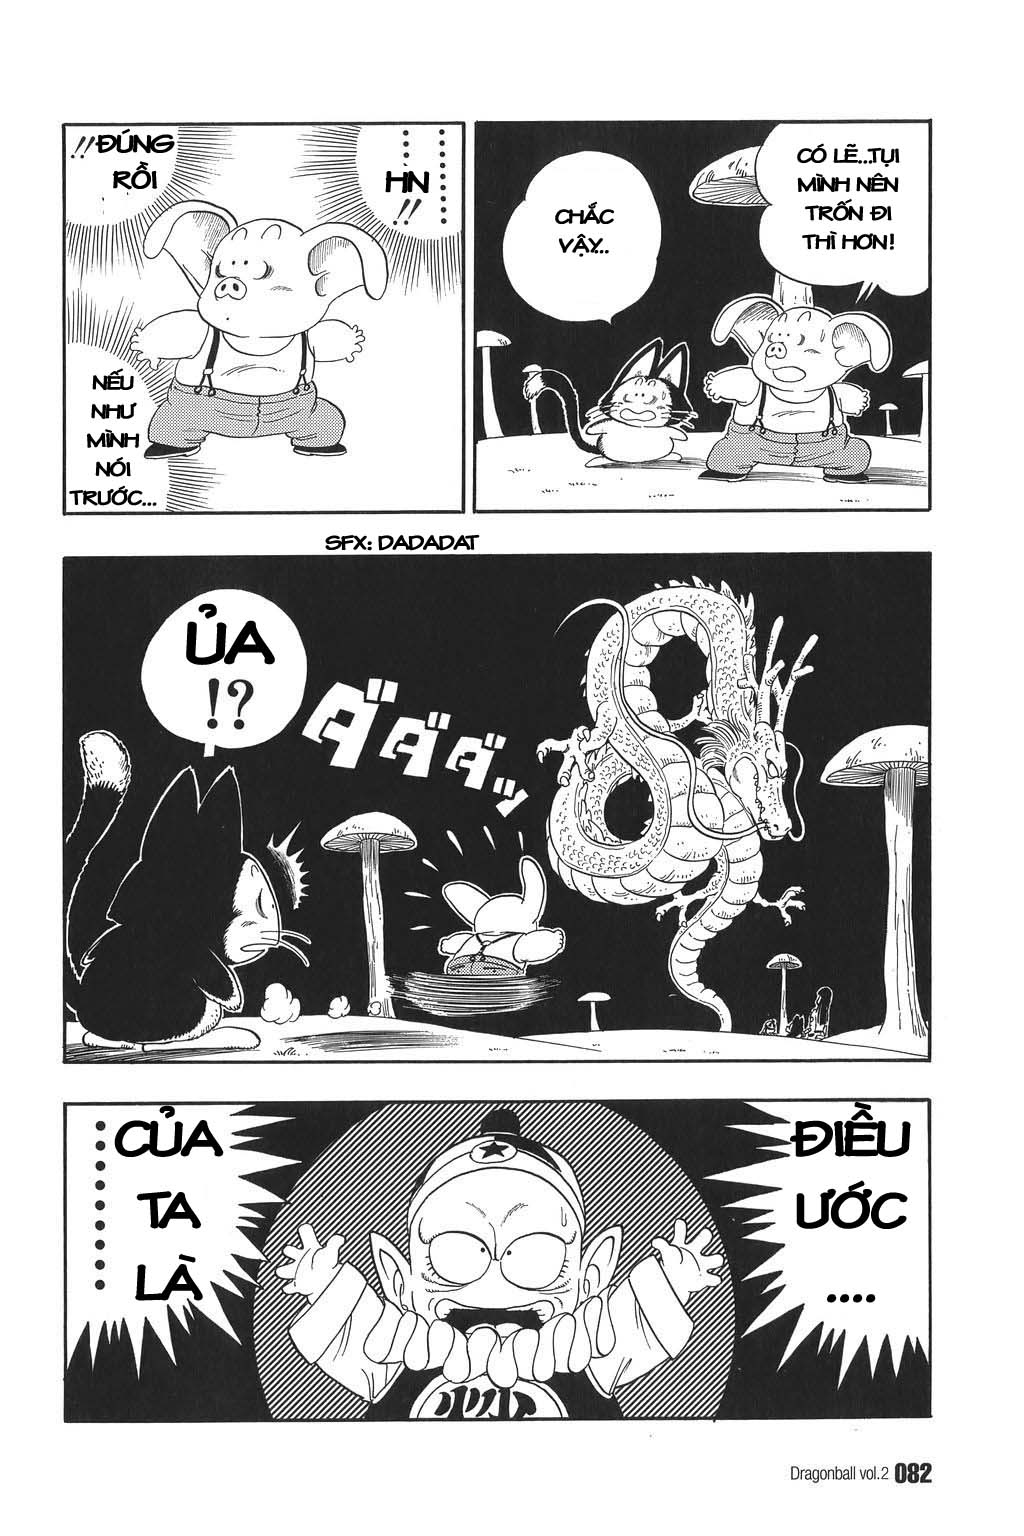 CÓ LẼ...TỤI
MÌNH NÊN
TRỐN ĐI
THÌ HƠN!
CHẮC
VẬY...
HN
!!
!!ĐÚNG
RỒI
NẾU
NHƯ
MÌNH
NÓI
TRƯỚC...
SFX: DADADAT
ỦA
!?
ダダダダッ
ĐIỀU
ƯỚC
....
CỦA
TA
LÀ
Dragonball vol.2 082